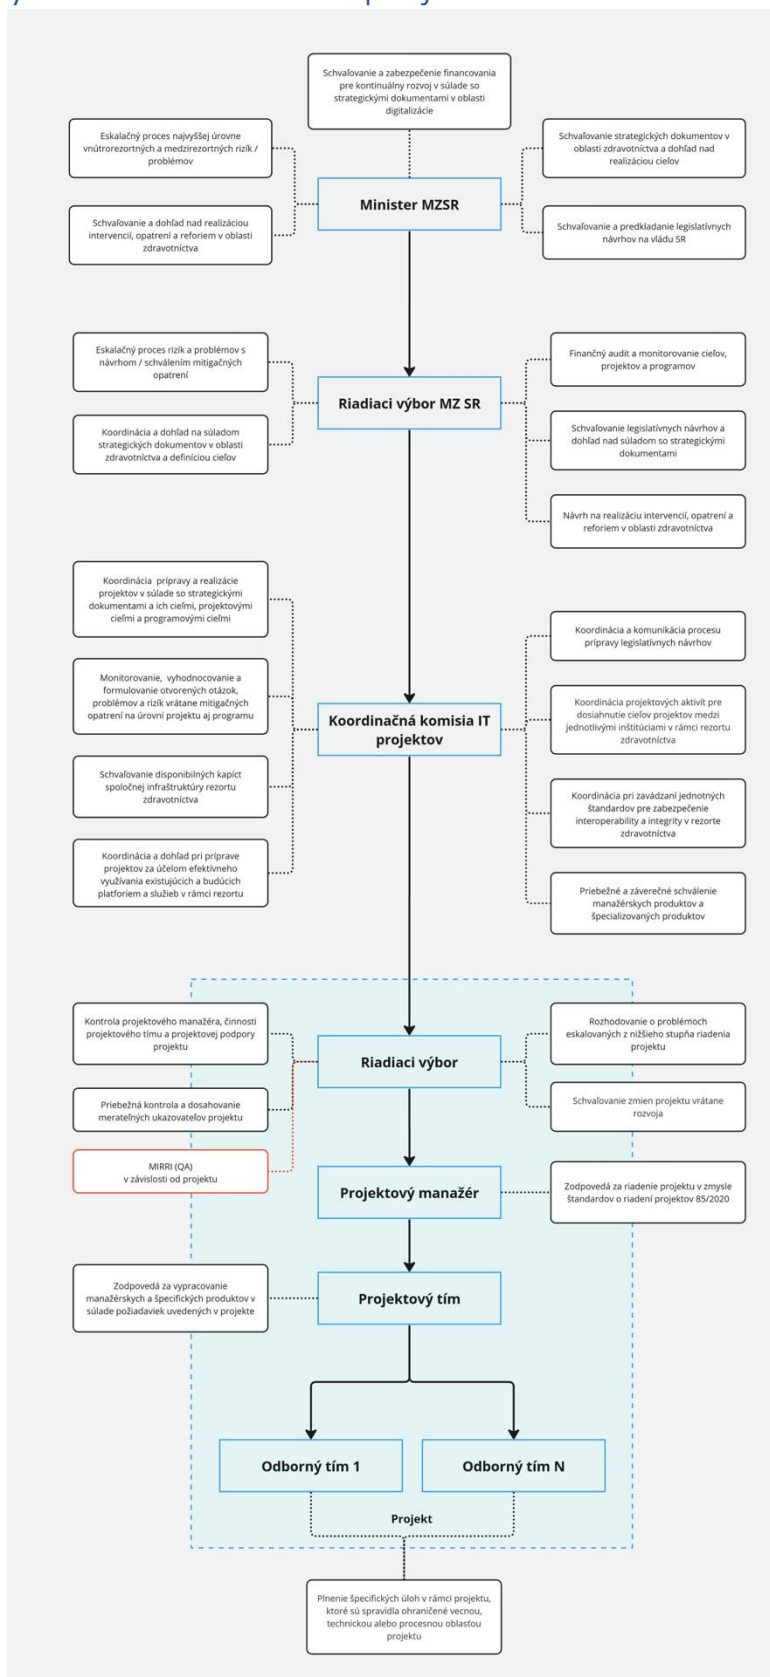 Schvaľovanie a zabezpečenie financovania
pre kontinuálny rozvoj v súlade so
strategickými dokumentami v oblasti
digitalizácie
Eskalačný proces najvyššej úrovne
vnútrorezortných a medzirezortných rizík /
problémov
Schvaľovanie strategických dokumentov v
oblasti zdravotníctva a dohľad nad
realizáciou cieľov
Minister MZSR
Schvaľovanie a dohľad nad realizáciou
intervencií, opatrení a reforiem v oblasti
zdravotníctva
Schvaľovanie a predkladanie legislatívnych
návrhov na vládu SR
Eskalačný proces rizík a problémov s
návrhom / schválením mitigačných
opatrení
Finančný audit a monitorovanie cieľov,
projektov a programov
Riadiaci výbor MZ SR
Koordinácia a dohľad na súladom
strategických dokumentov v oblasti
zdravotníctva a definíciou cieľov
Schvaľovanie legislatívnych návrhov a
dohľad nad súladom so strategickými
dokumentami
Návrh na realizáciu intervencií, opatrení a
reforiem v oblasti zdravotníctva
Koordinácia prípravy a realizácie
projektov v súlade so strategickými
dokumentami a ich cieľmi, projektovými
cieľmi a programovými cieľmi
Koordinácia a komunikácia procesu
prípravy legislatívnych návrhov
Monitorovanie, vyhodnocovanie a
formulovanie otvorených otázok,
problémov a rizík vrátane mitigačných
opatrení na úrovni projektu aj programu
Koordinácia projektových aktivít pre
dosiahnutie cieľov projektov medzi
jednotlivými inštitúciami v rámci rezortu
zdravotníctva
Koordinačná komisia IT
projektov
Schvaľovanie disponibilných kapíct
spoločnej infraštruktúry rezortu
zdravotníctva
Koordinácia pri zavádzaní jednotných
štandardov pre zabezpečenie
interoperability a integrity v rezorte
zdravotníctva
Koordinácia a dohľad pri príprave
projektov za účelom efektívneho
využívania existujúcich a budúcich
platforiem a služieb v rámci rezortu
Priebežné a záverečné schválenie
manažérskych produktov a
špecializovaných produktov
Kontrola projektového manažéra, činnosti
projektového tímu a projektovej podpory
projektu
Rozhodovanie o problémoch
eskalovaných z nižšieho stupňa riadenia
projektu
Riadiaci výbor
Priebežná kontrola a dosahovanie
merateľných ukazovateľov projektu
Schvaľovanie zmien projektu vrátane
rozvoja
MIRRI (QA)
v závislosti od projektu
Projektový manažér
Zodpovedá za riadenie projektu v zmysle
štandardov o riadení projektov 85/2020
Zodpovedá za vypracovanie
manažérskych a špecifických produktov v
súlade požiadaviek uvedených v projekte
Projektový tím
Odborný tím 1
Odborný tím N
Projekt
Plnenie špecifických úloh v rámci projektu,
ktoré sú spravidla ohraničené vecnou,
technickou alebo procesnou oblasťou
projektu